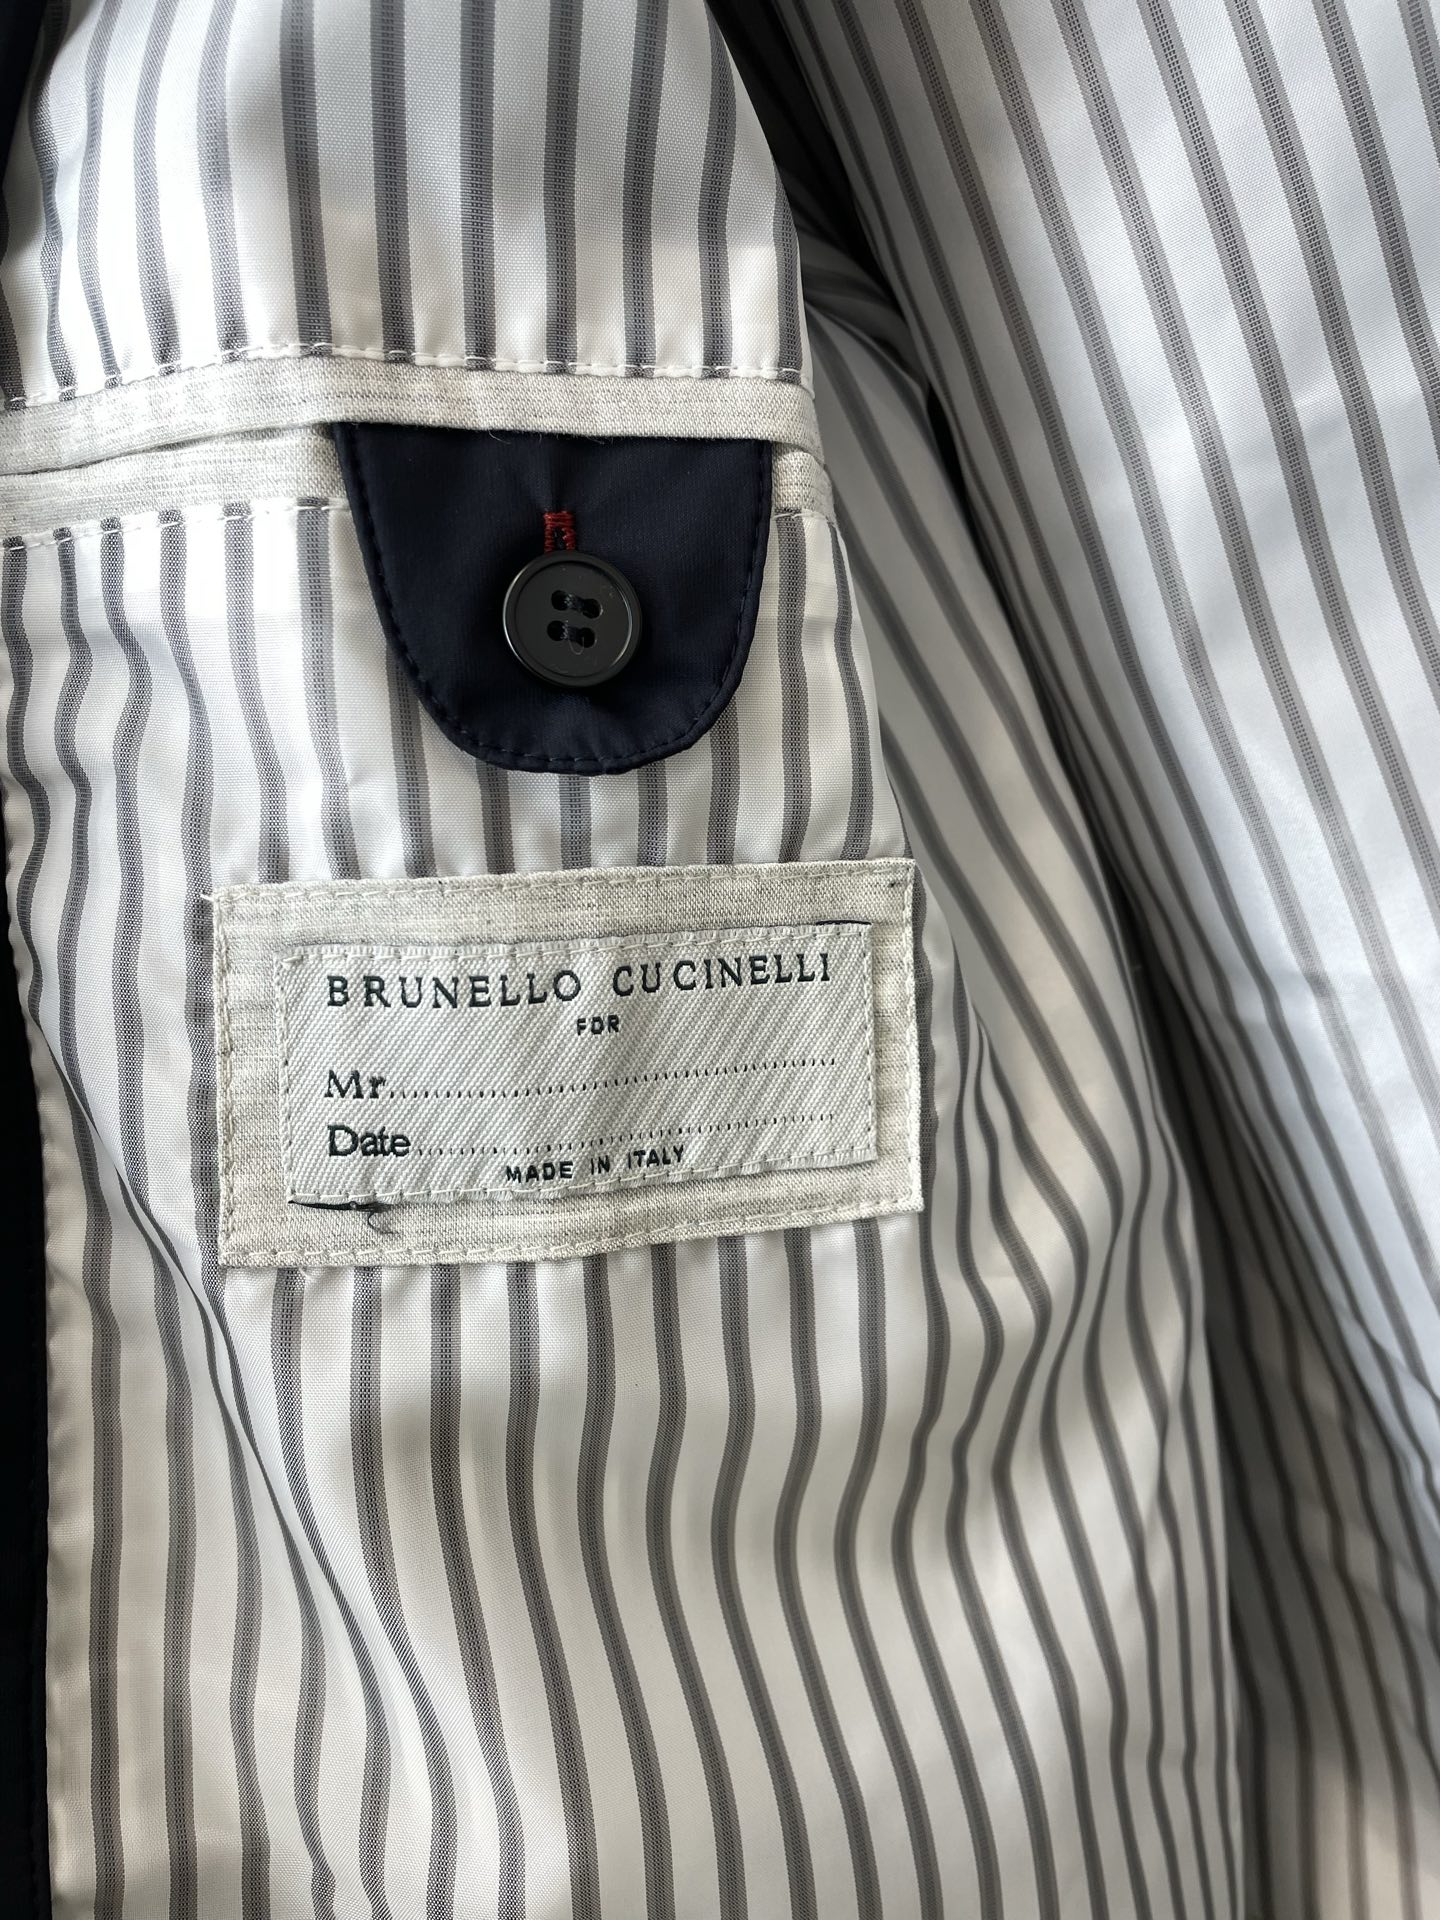 BRUNELLO CUCINELLI
FOR
Mr..............................................
Date..........................................
MADE IN ITALY